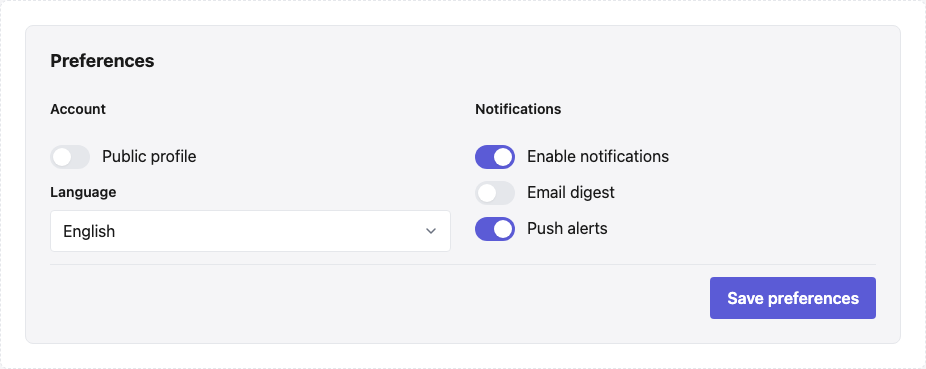 Preferences
Account
Public profile
Language
English
Notifications
Enable notifications
Email digest
Push alerts
Save preferences